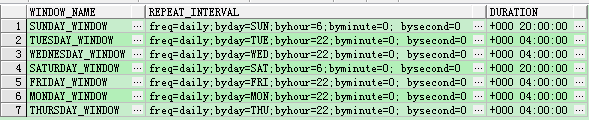 WINDOW_NAME REPEAT_INTERVAL DURATION
1 SUNDAY_WINDOW ... freq=daily;byday=SUN;byhour=6;byminute=0; bysecond=0 ... +000 20:00:00 ...
2 TUESDAY_WINDOW ... freq=daily;byday=TUE;byhour=22;byminute=0; bysecond=0 ... +000 04:00:00 ...
3 WEDNESDAY_WINDOW ... freq=daily;byday=WED;byhour=22;byminute=0; bysecond=0 ... +000 04:00:00 ...
4 SATURDAY_WINDOW ... freq=daily;byday=SAT;byhour=6;byminute=0; bysecond=0 ... +000 20:00:00 ...
5 FRIDAY_WINDOW ... freq=daily;byday=FRI;byhour=22;byminute=0; bysecond=0 ... +000 04:00:00 ...
6 MONDAY_WINDOW ... freq=daily;byday=MON;byhour=22;byminute=0; bysecond=0 ... +000 04:00:00 ...
7 THURSDAY_WINDOW ... freq=daily;byday=THU;byhour=22;byminute=0; bysecond=0 ... +000 04:00:00 ...